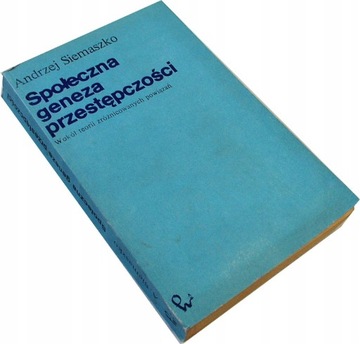 Andrzej Siemaszko
Społeczna
geneza
przestępczości
Wokół teorii zróżnicowanych powiązań